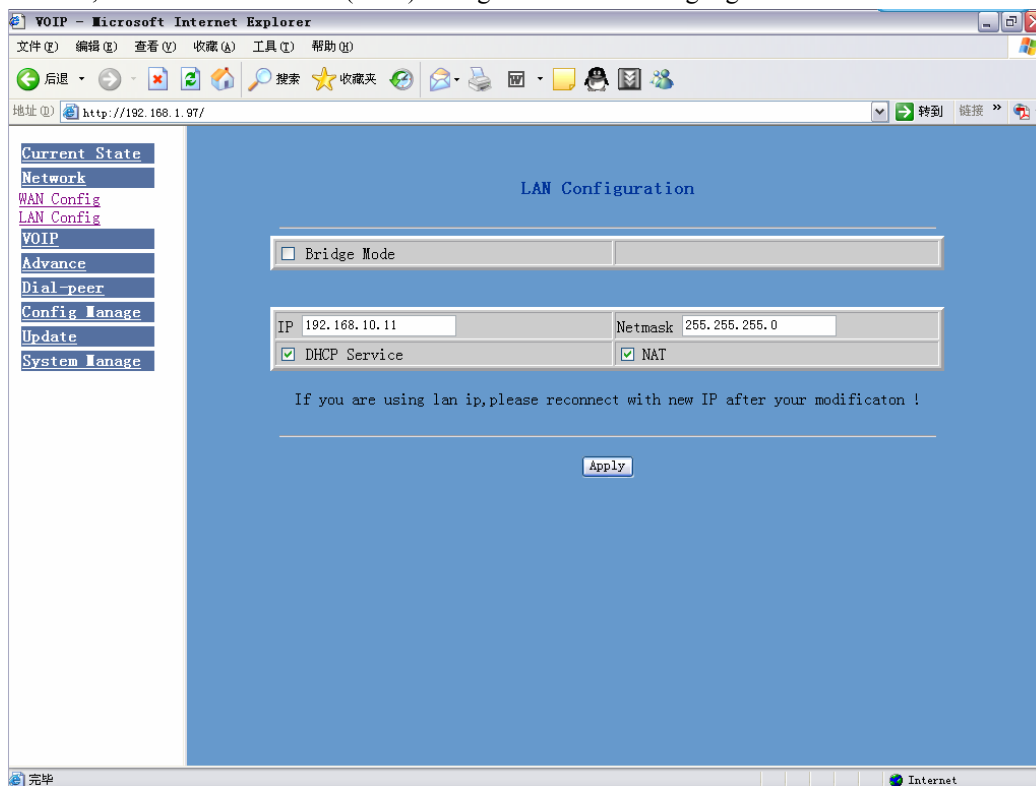 VOIP - Microsoft Internet Explorer
文件(F) 编辑(E) 查看(V) 收藏(A) 工具(T) 帮助(H)
后退 搜索 收藏夹
地址(D) http://192.168.1.97/ 转到 链接 »
Current State
Network
WAN Config
LAN Config
VOIP
Advance
Dial-peer
Config Manage
Update
System Manage
LAN Configuration
Bridge Mode
IP 192.168.10.11 Netmask 255.255.255.0
DHCP Service NAT
If you are using lan ip,please reconnect with new IP after your modificaton !
Apply
完毕 Internet